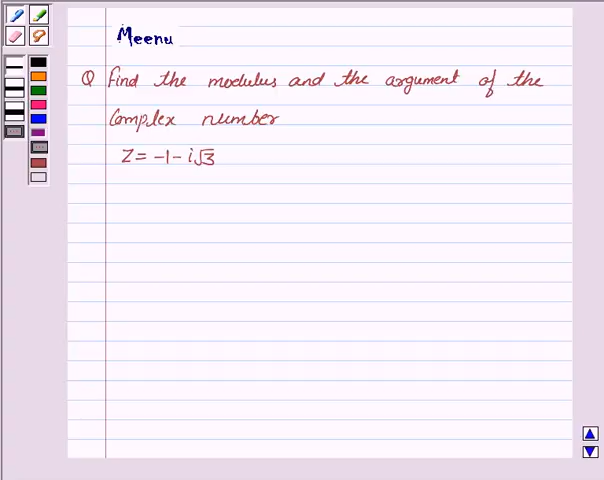 Meenu
Q Find the modulus and the argument of the
Complex number
Z = -1 - i√3